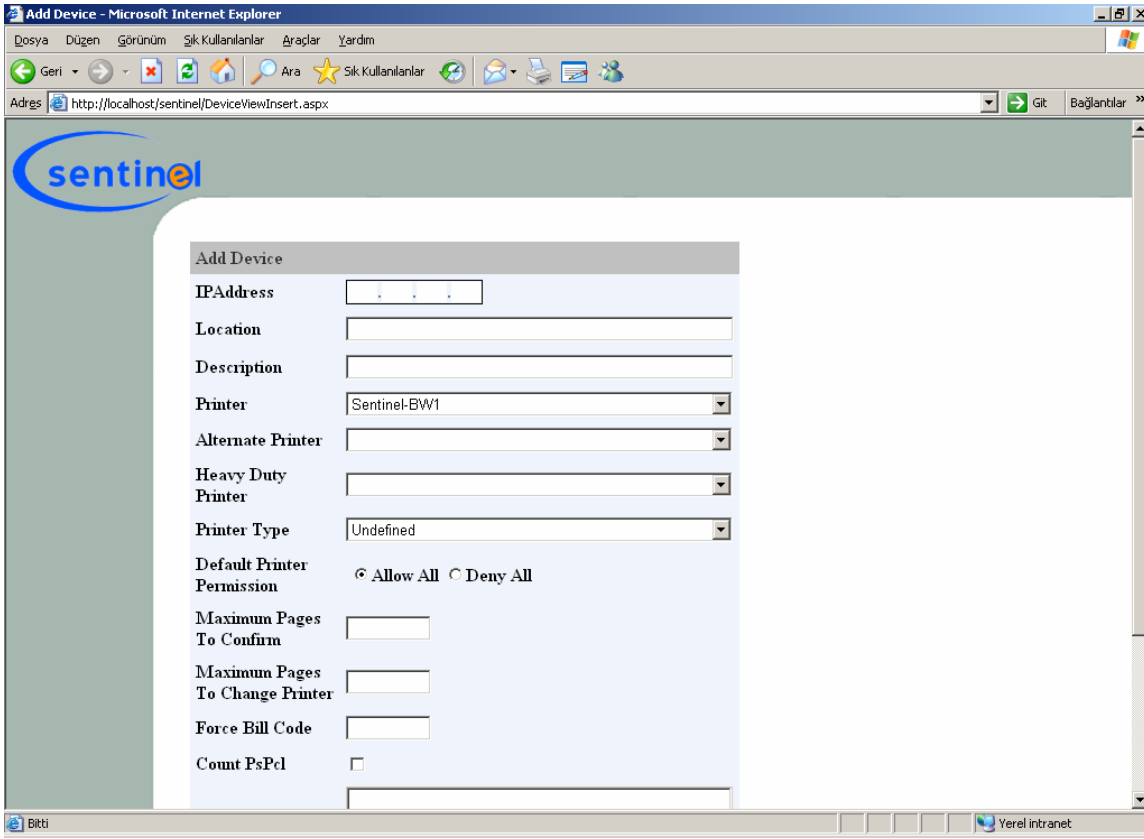 Add Device - Microsoft Internet Explorer
Dosya Düzen Görünüm Sık Kullanılanlar Araçlar Yardım
Geri Ara Sık Kullanılanlar
Adres http://localhost/sentinel/DeviceViewInsert.aspx Git Bağlantılar »
sentinel
Add Device
IPAddress . . .
Location
Description
Printer Sentinel-BW1
Alternate Printer
Heavy Duty
Printer
Printer Type Undefined
Default Printer
Permission Allow All Deny All
Maximum Pages
To Confirm
Maximum Pages
To Change Printer
Force Bill Code
Count PsPcl
Bitti Yerel intranet